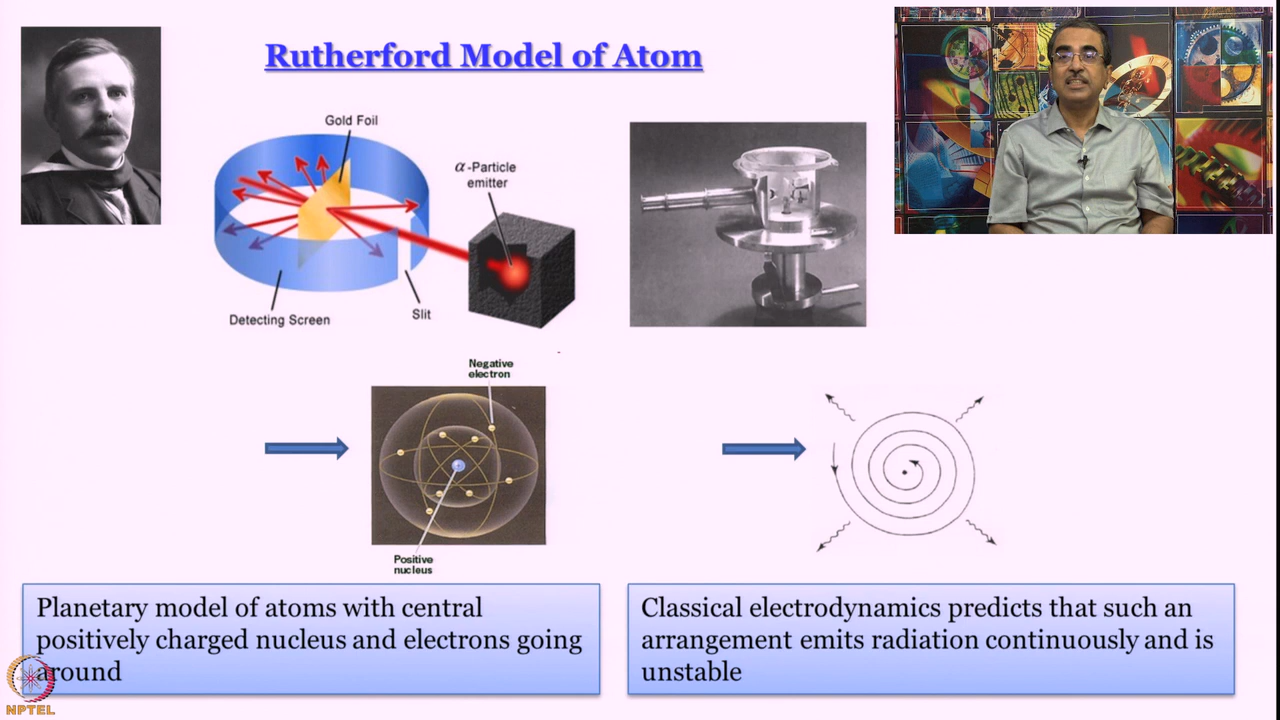 Rutherford Model of Atom
Gold Foil
α-Particle
emitter
Detecting Screen
Slit
Negative
electron
Positive
nucleus
Planetary model of atoms with central
positively charged nucleus and electrons going
around
Classical electrodynamics predicts that such an
arrangement emits radiation continuously and is
unstable
NPTEL